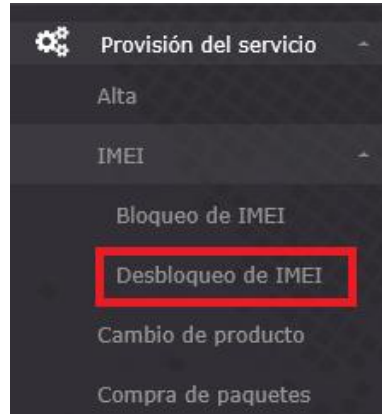 Provisión del servicio
Alta
IMEI
Bloqueo de IMEI
Desbloqueo de IMEI
Cambio de producto
Compra de paquetes